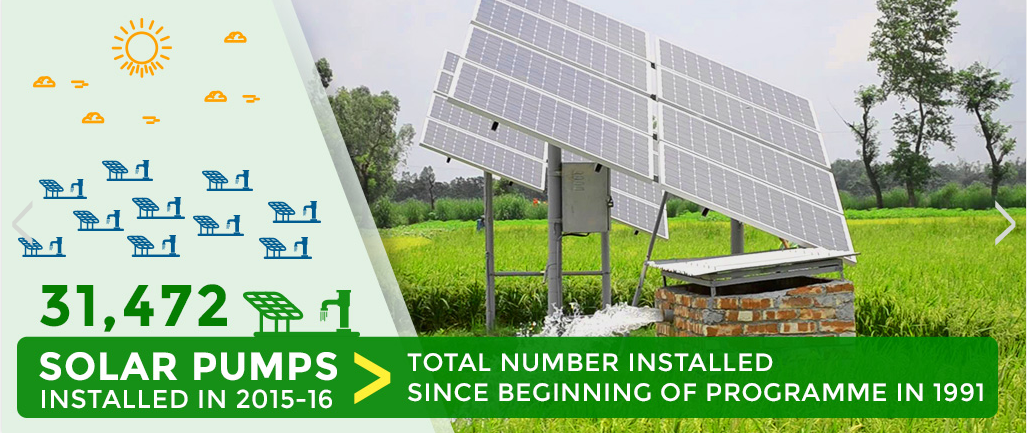 31,472
SOLAR PUMPS
INSTALLED IN 2015-16
>
TOTAL NUMBER INSTALLED
SINCE BEGINNING OF PROGRAMME IN 1991